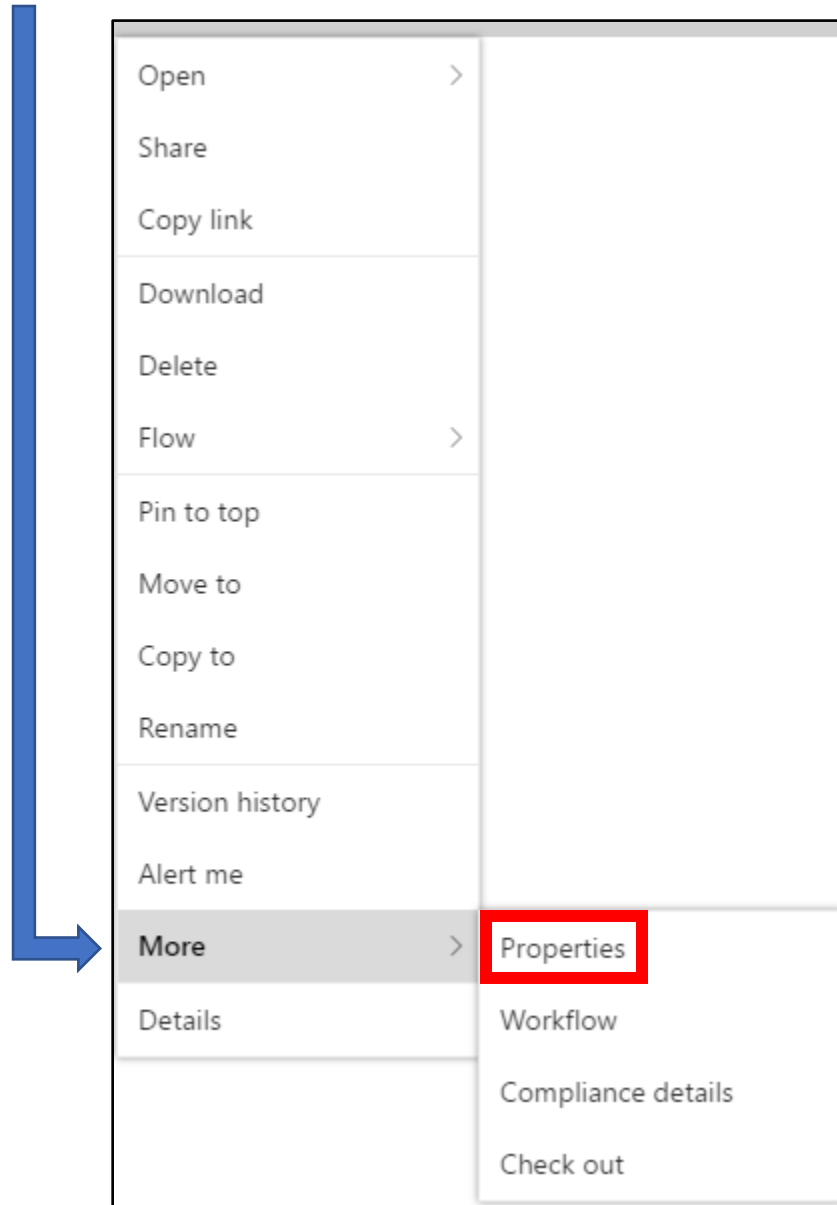 Open
Share
Copy link
Download
Delete
Flow
Pin to top
Move to
Copy to
Rename
Version history
Alert me
More
Properties
Details
Workflow
Compliance details
Check out